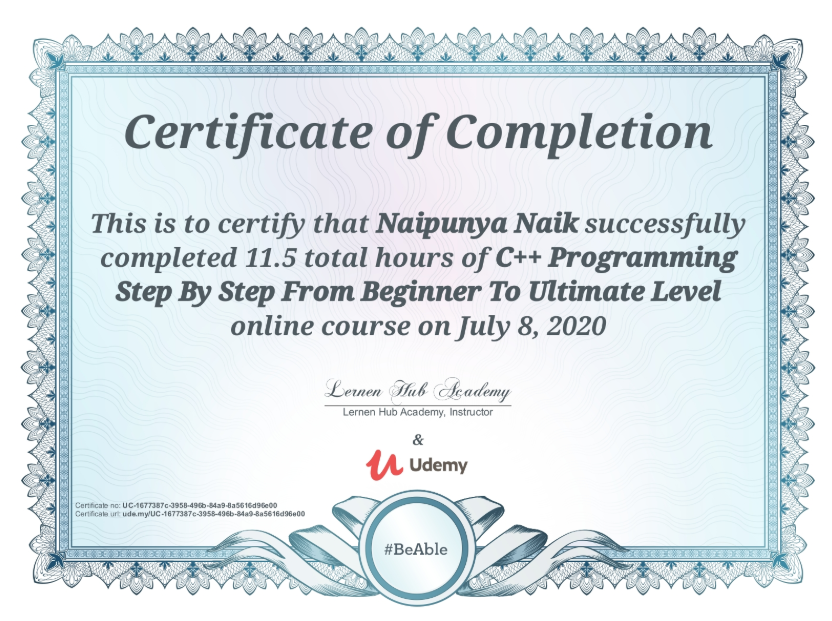 Certificate of Completion
This is to certify that Naipunya Naik successfully
completed 11.5 total hours of C++ Programming
Step By Step From Beginner To Ultimate Level
online course on July 8, 2020
Lernen Hub Academy
Lernen Hub Academy, Instructor
&
Udemy
Certificate no: UC-1677387c-3958-496b-84a9-8a5616d96e00
Certificate url: ude.my/UC-1677387c-3958-496b-84a9-8a5616d96e00
#BeAble